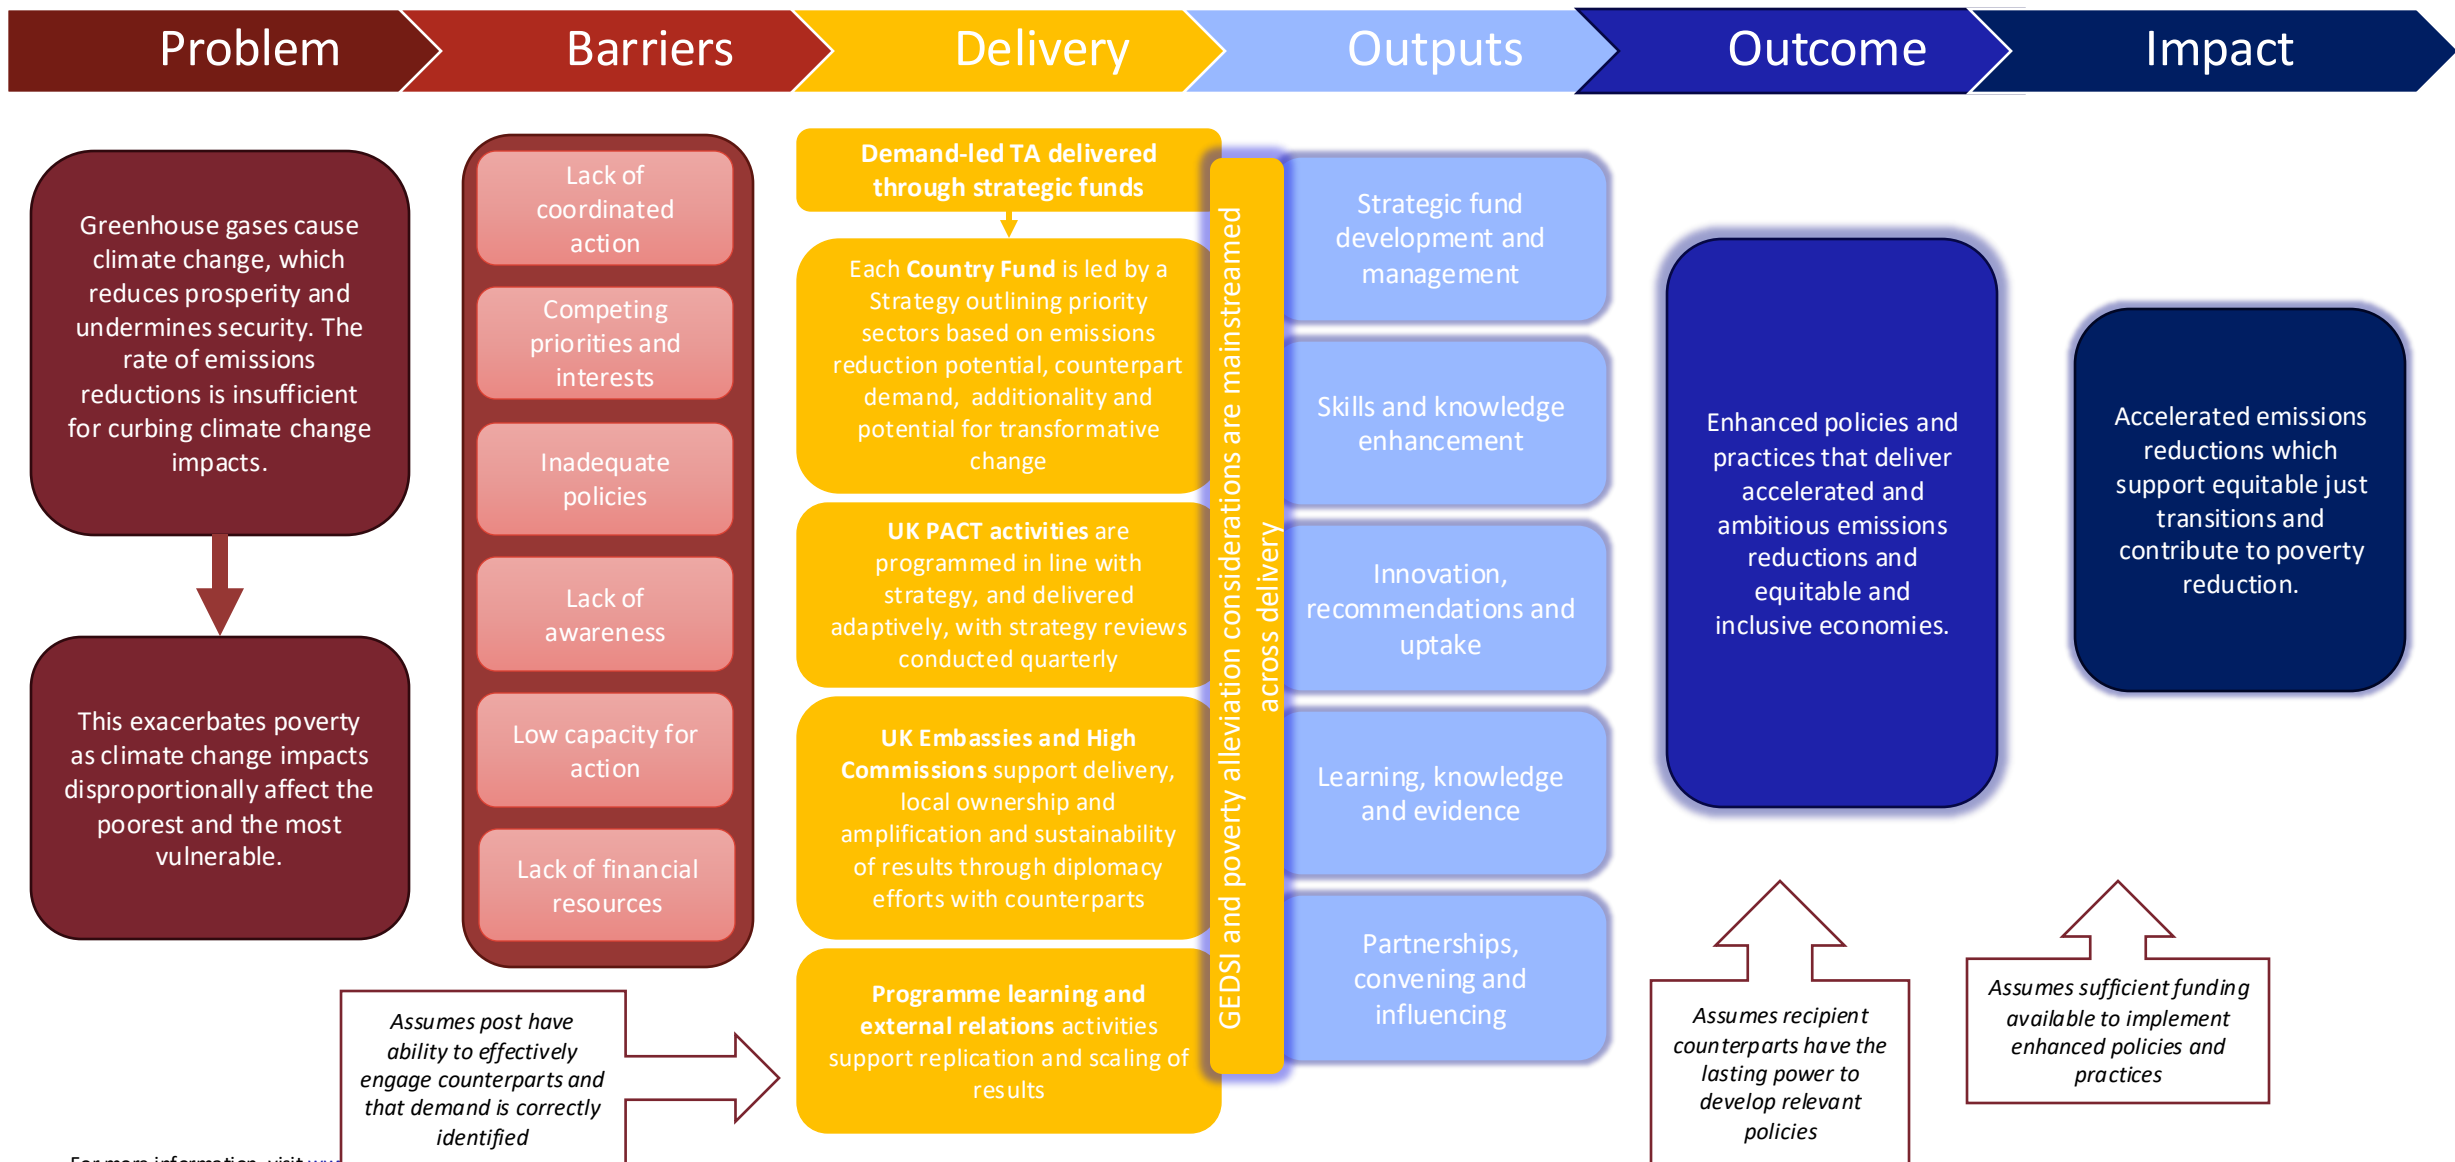 Problem
Barriers
Delivery
Outputs
Outcome
Impact
Greenhouse gases cause
climate change, which
reduces prosperity and
undermines security. The
rate of emissions
reductions is insufficient
for curbing climate change
impacts.
This exacerbates poverty
as climate change impacts
disproportionally affect the
poorest and the most
vulnerable.
Lack of
coordinated
action
Competing
priorities and
interests
Inadequate
policies
Lack of
awareness
Low capacity for
action
Lack of financial
resources
Assumes post have
ability to effectively
engage counterparts and
that demand is correctly
identified
Demand-led TA delivered
through strategic funds
Each Country Fund is led by a
Strategy outlining priority
sectors based on emissions
reduction potential, counterpart
demand, additionality and
potential for transformative
change
UK PACT activities are
programmed in line with
strategy, and delivered
adaptively, with strategy reviews
conducted quarterly
UK Embassies and High
Commissions support delivery,
local ownership and
amplification and sustainability
of results through diplomacy
efforts with counterparts
Programme learning and
external relations activities
support replication and scaling of
results
GEDSI and poverty alleviation considerations are mainstreamed
across delivery
Strategic fund
development and
management
Skills and knowledge
enhancement
Innovation,
recommendations and
uptake
Learning, knowledge
and evidence
Partnerships,
convening and
influencing
Enhanced policies and
practices that deliver
accelerated and
ambitious emissions
reductions and
equitable and
inclusive economies.
Assumes recipient
counterparts have the
lasting power to
develop relevant
policies
Accelerated emissions
reductions which
support equitable just
transitions and
contribute to poverty
reduction.
Assumes sufficient funding
available to implement
enhanced policies and
practices
For more information, visit